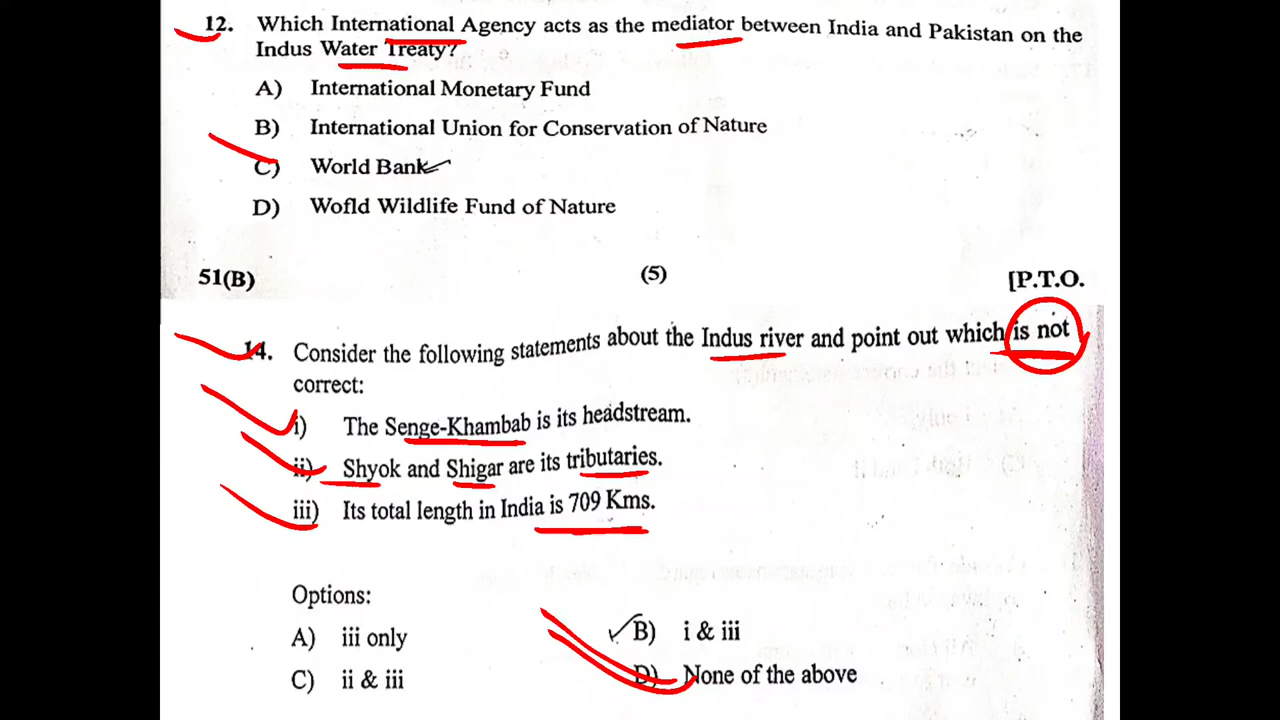 12. Which International Agency acts as the mediator between India and Pakistan on the
Indus Water Treaty?
A) International Monetary Fund
B) International Union for Conservation of Nature
C) World Bank
D) Wofld Wildlife Fund of Nature
51(B) (5) [P.T.O.
14. Consider the following statements about the Indus river and point out which is not
correct:
i) The Senge-Khambab is its headstream.
ii) Shyok and Shigar are its tributaries.
iii) Its total length in India is 709 Kms.
Options:
A) iii only B) i & iii
C) ii & iii D) None of the above